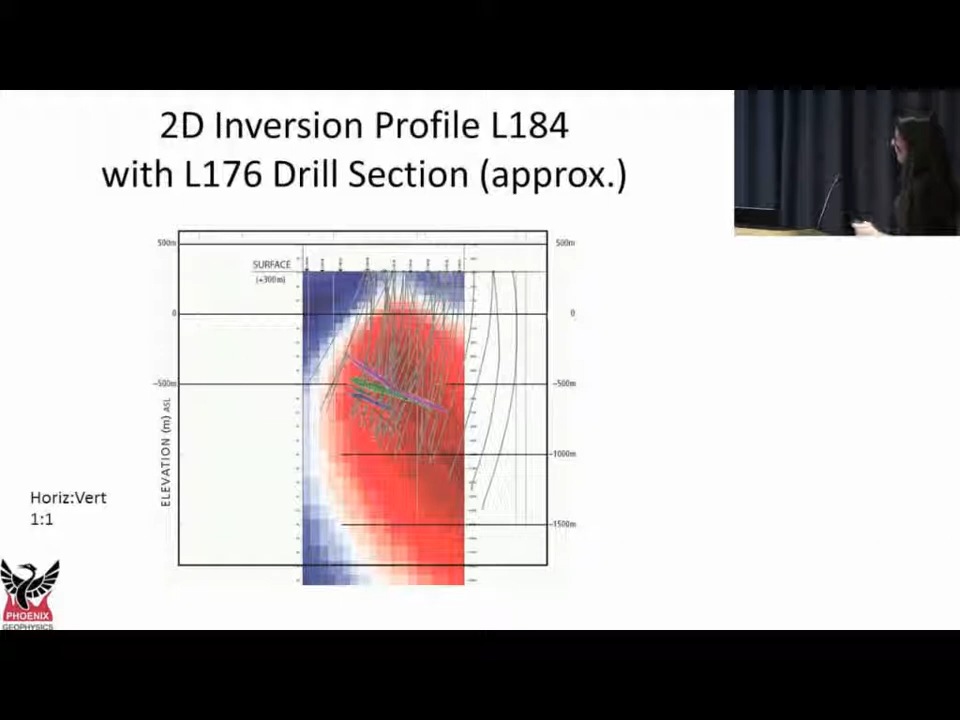 2D Inversion Profile L184
with L176 Drill Section (approx.)
500m
500m
SURFACE
(+300m)
0
0
-500m
-500m
ELEVATION (m) ASL
-1000m
-1500m
Horiz:Vert
1:1
PHOENIX
GEOPHYSICS